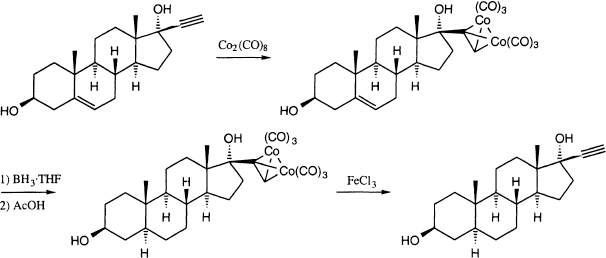 OH
HO
H
H
H
Co₂(CO)₈
(CO)₃
OH
Co
Co(CO)₃
HO
H
H
H
1) BH₃·THF
2) AcOH
(CO)₃
OH
Co
Co(CO)₃
HO
H
H
H
H
FeCl₃
OH
HO
H
H
H
H